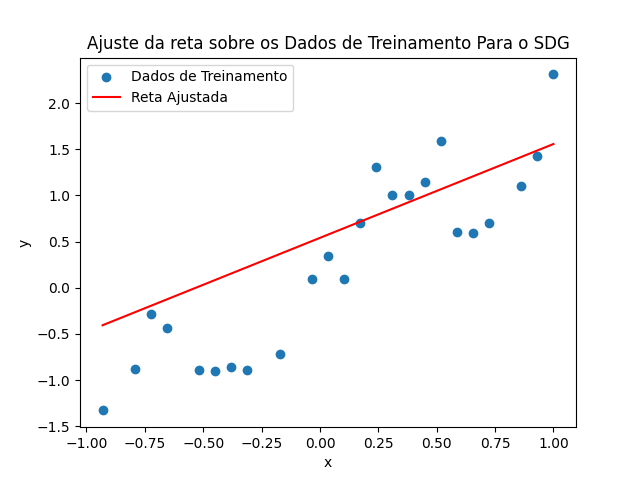 Ajuste da reta sobre os Dados de Treinamento Para o SDG
Dados de Treinamento
Reta Ajustada
2.0
1.5
1.0
0.5
0.0
−0.5
−1.0
−1.5
y
−1.00 −0.75 −0.50 −0.25 0.00 0.25 0.50 0.75 1.00
x